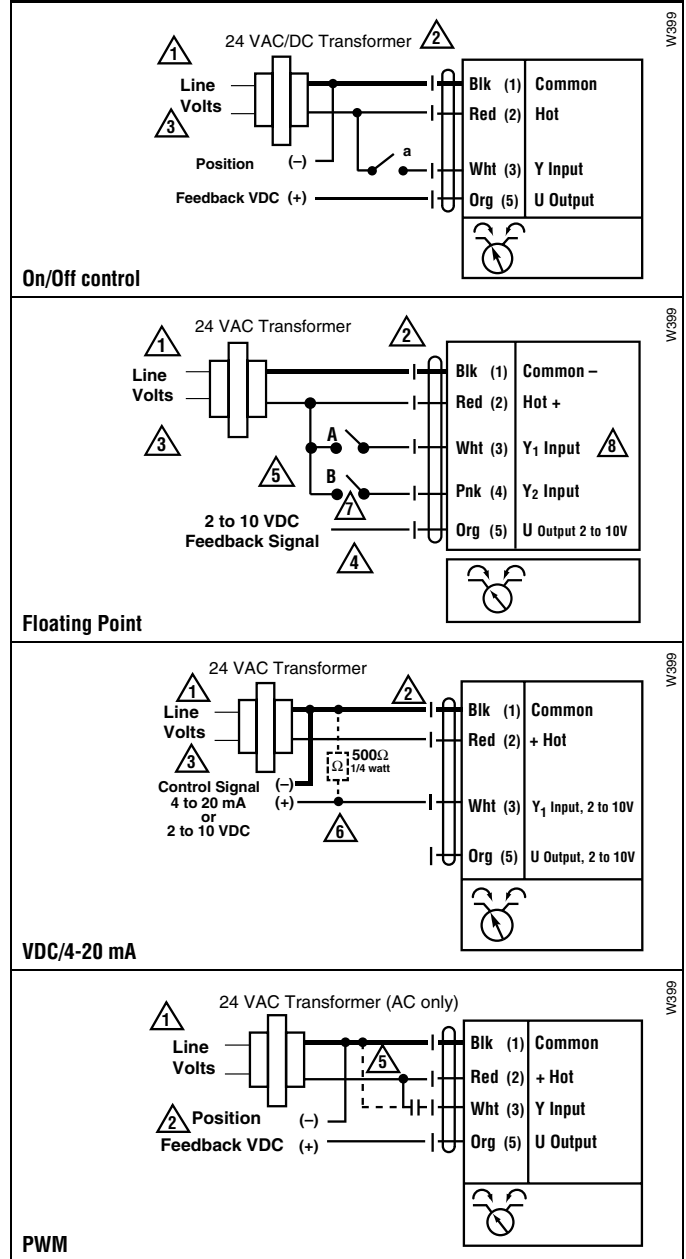 24 VAC/DC Transformer 2
W399
1
Line
Volts
3
Blk (1) Common
Red (2) Hot
a
Position (–)
Wht (3) Y Input
Feedback VDC (+)
Org (5) U Output
On/Off control
24 VAC Transformer
2
W399
1
Line
Volts
3
Blk (1) Common –
Red (2) Hot +
A
Wht (3) Y1 Input 8
5
B
Pnk (4) Y2 Input
7
2 to 10 VDC
Feedback Signal
4
Org (5) U Output 2 to 10V
Floating Point
24 VAC Transformer
W399
1
2
Line
Volts
3
Blk (1) Common
Red (2) + Hot
Ω
500Ω
1/4 watt
Control Signal (–)
4 to 20 mA (+)
or
2 to 10 VDC
6
Wht (3) Y1 Input, 2 to 10V
Org (5) U Output, 2 to 10V
VDC/4-20 mA
24 VAC Transformer (AC only)
W399
1
Line
Volts
5
Blk (1) Common
Red (2) + Hot
Wht (3) Y Input
2 Position (–)
Feedback VDC (+)
Org (5) U Output
PWM